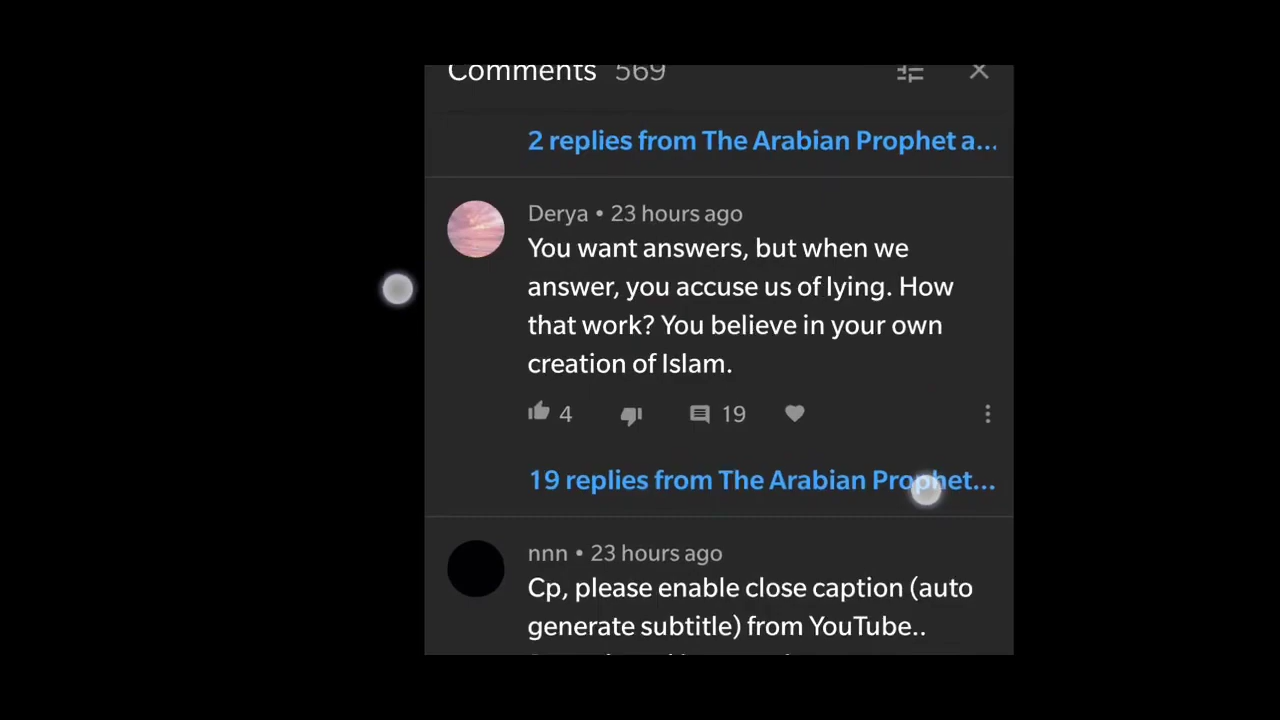 Comments 569
2 replies from The Arabian Prophet a...
Derya • 23 hours ago
You want answers, but when we
answer, you accuse us of lying. How
that work? You believe in your own
creation of Islam.
4 19
19 replies from The Arabian Prophet...
nnn • 23 hours ago
Cp, please enable close caption (auto
generate subtitle) from YouTube..